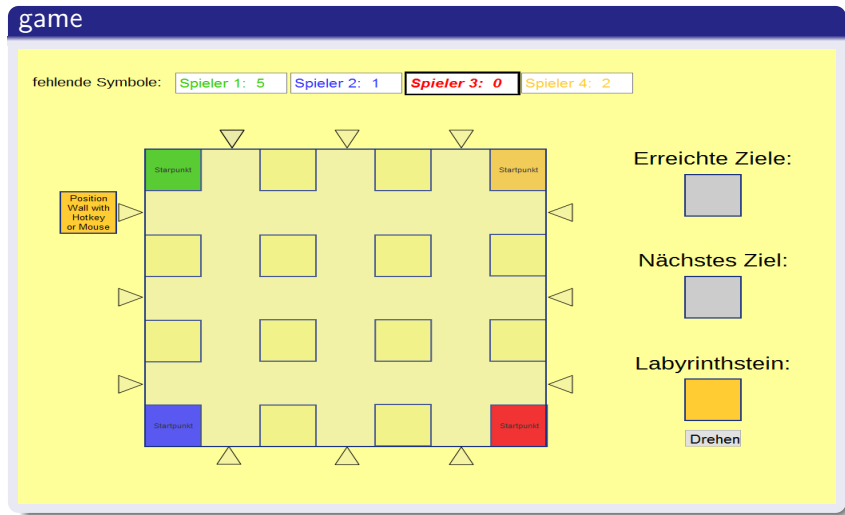 game
fehlende Symbole: Spieler 1: 5 Spieler 2: 1 Spieler 3: 0 Spieler 4: 2
Starpunkt
Startpunkt
Erreichte Ziele:
Position
Wall with
Hotkey
or Mouse
Nächstes Ziel:
Labyrinthstein:
Startpunkt
Startpunkt
Drehen